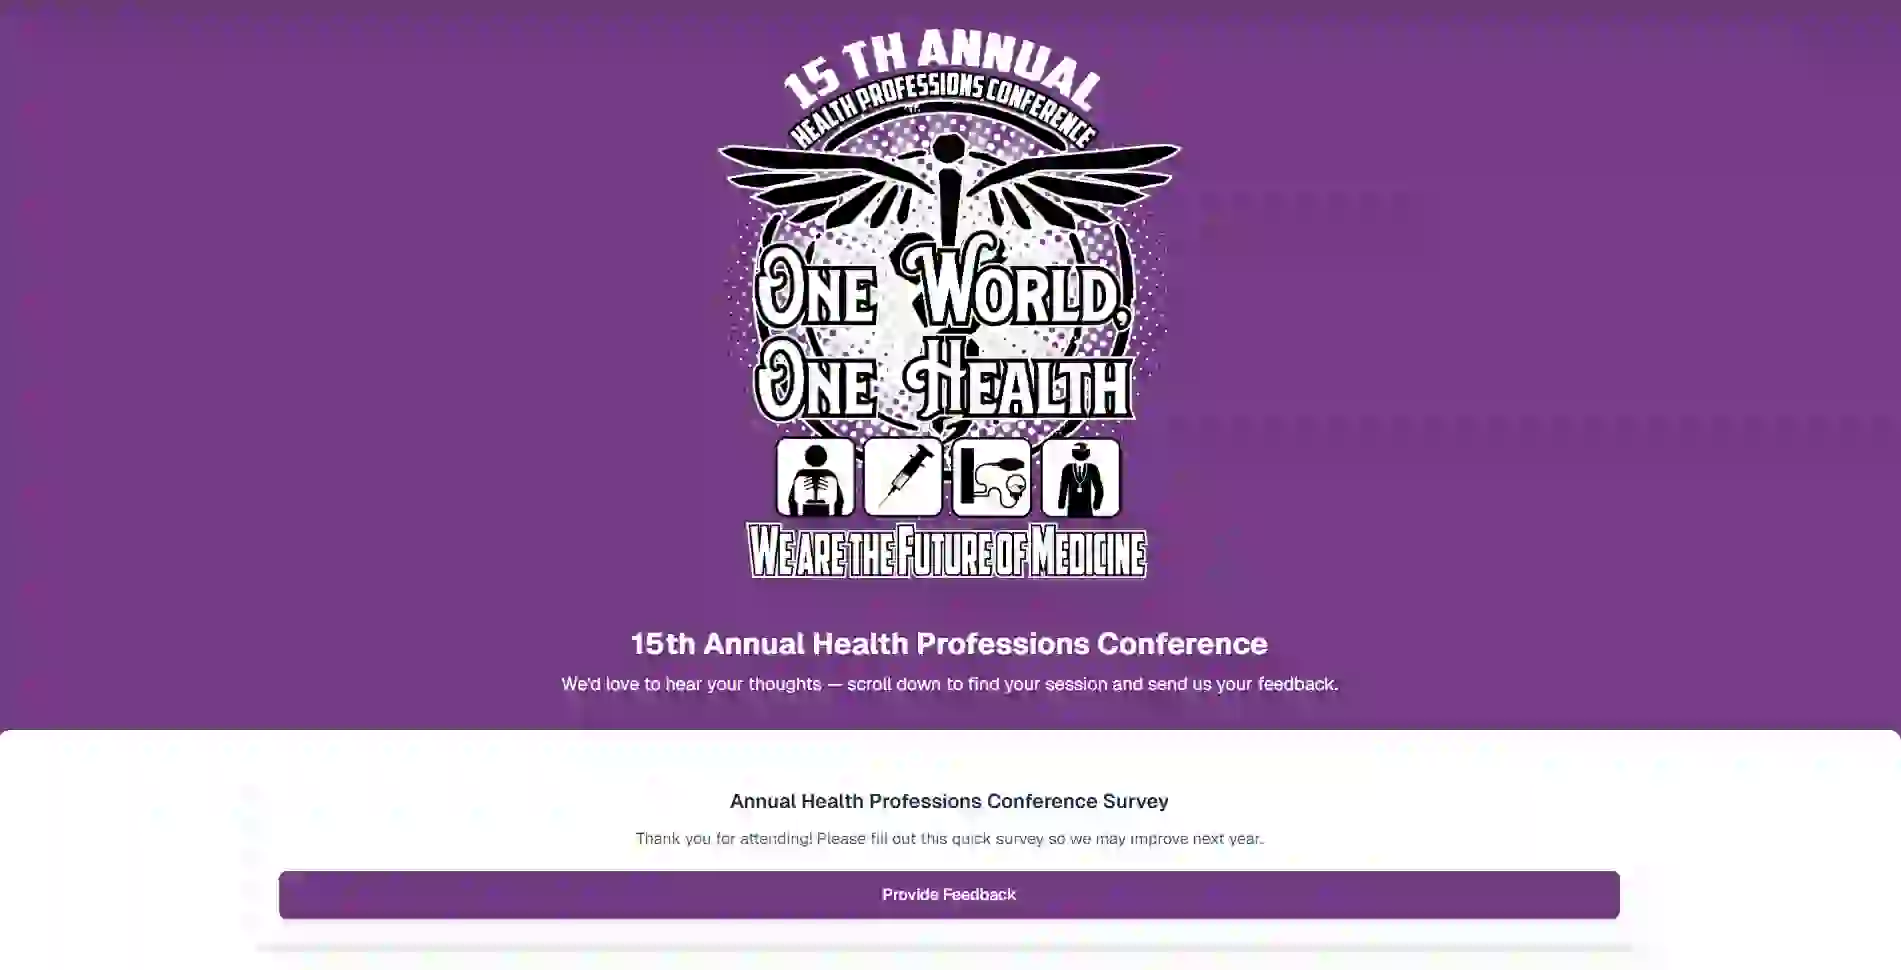 15 TH ANNUAL
HEALTH PROFESSIONS CONFERENCE
ONE WORLD,
ONE HEALTH
WE ARE THE FUTURE OF MEDICINE
15th Annual Health Professions Conference
We'd love to hear your thoughts — scroll down to find your session and send us your feedback.
Annual Health Professions Conference Survey
Thank you for attending! Please fill out this quick survey so we may improve next year.
Provide Feedback